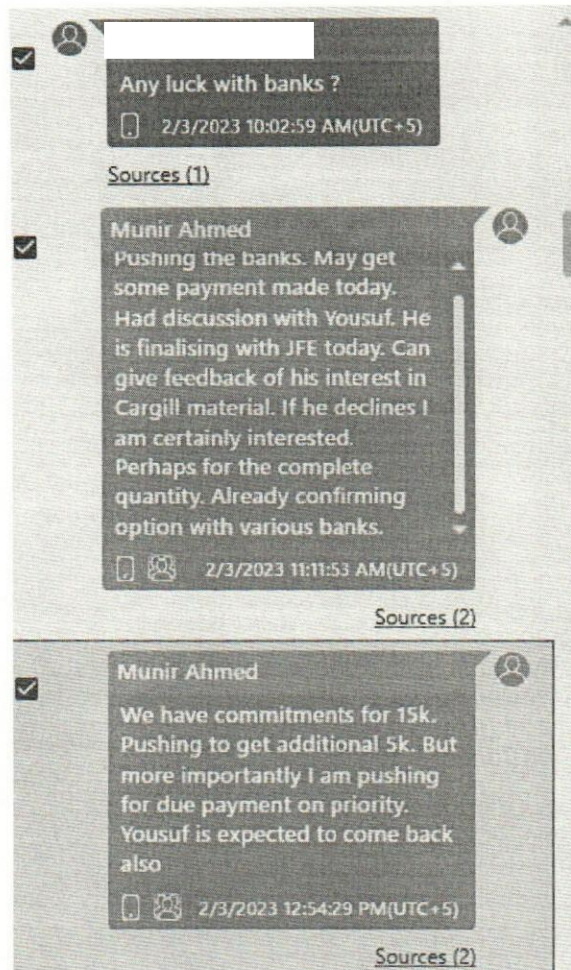 Any luck with banks ?
2/3/2023 10:02:59 AM(UTC+5)
Sources (1)
Munir Ahmed
Pushing the banks. May get
some payment made today.
Had discussion with Yousuf. He
is finalising with JFE today. Can
give feedback of his interest in
Cargill material. If he declines I
am certainly interested.
Perhaps for the complete
quantity. Already confirming
option with various banks.
2/3/2023 11:11:53 AM(UTC+5)
Sources (2)
Munir Ahmed
We have commitments for 15k.
Pushing to get additional 5k. But
more importantly I am pushing
for due payment on priority.
Yousuf is expected to come back
also
2/3/2023 12:54:29 PM(UTC+5)
Sources (2)